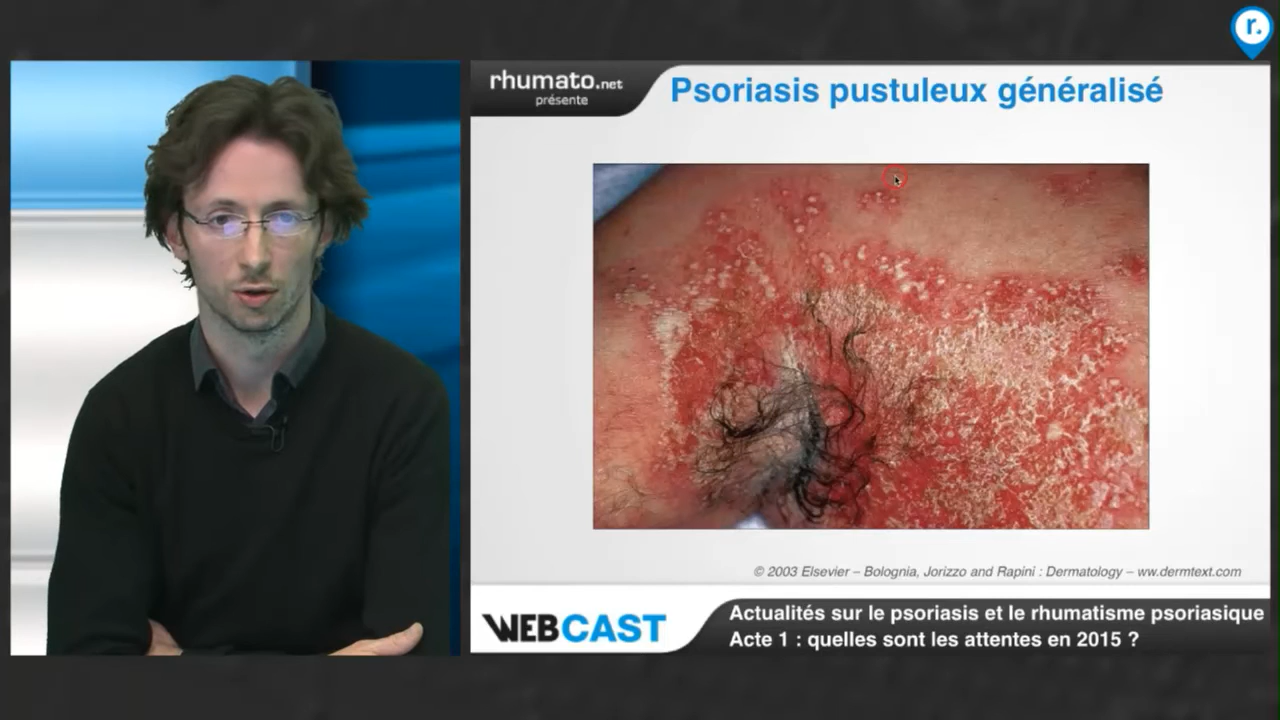 r.
rhumato.net
présente
Psoriasis pustuleux généralisé
© 2003 Elsevier – Bolognia, Jorizzo and Rapini : Dermatology – ww.dermtext.com
WEBCAST
Actualités sur le psoriasis et le rhumatisme psoriasique
Acte 1 : quelles sont les attentes en 2015 ?